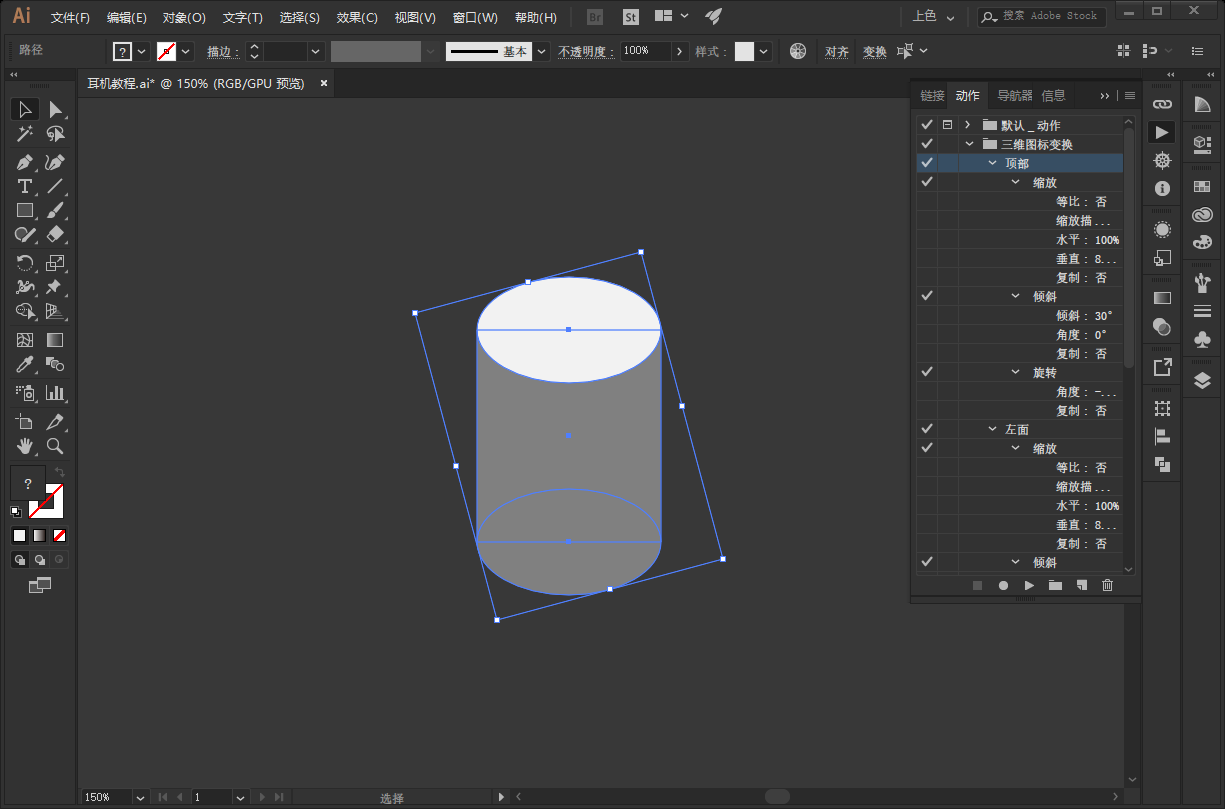 Ai 文件(F) 编辑(E) 对象(O) 文字(T) 选择(S) 效果(C) 视图(V) 窗口(W) 帮助(H) Br St 上色 搜索 Adobe Stock
路径 ? 描边： 基本 不透明度： 100% 样式： 对齐 变换
耳机教程.ai* @ 150% (RGB/GPU 预览) ×
链接 动作 导航器 信息
默认 _ 动作
三维图标变换
顶部
缩放
等比： 否
缩放描...
水平： 100%
垂直： 8...
复制： 否
倾斜
倾斜： 30°
角度： 0°
复制： 否
旋转
角度： -...
复制： 否
左面
缩放
等比： 否
缩放描...
水平： 100%
垂直： 8...
复制： 否
倾斜
?
150% 1 选择